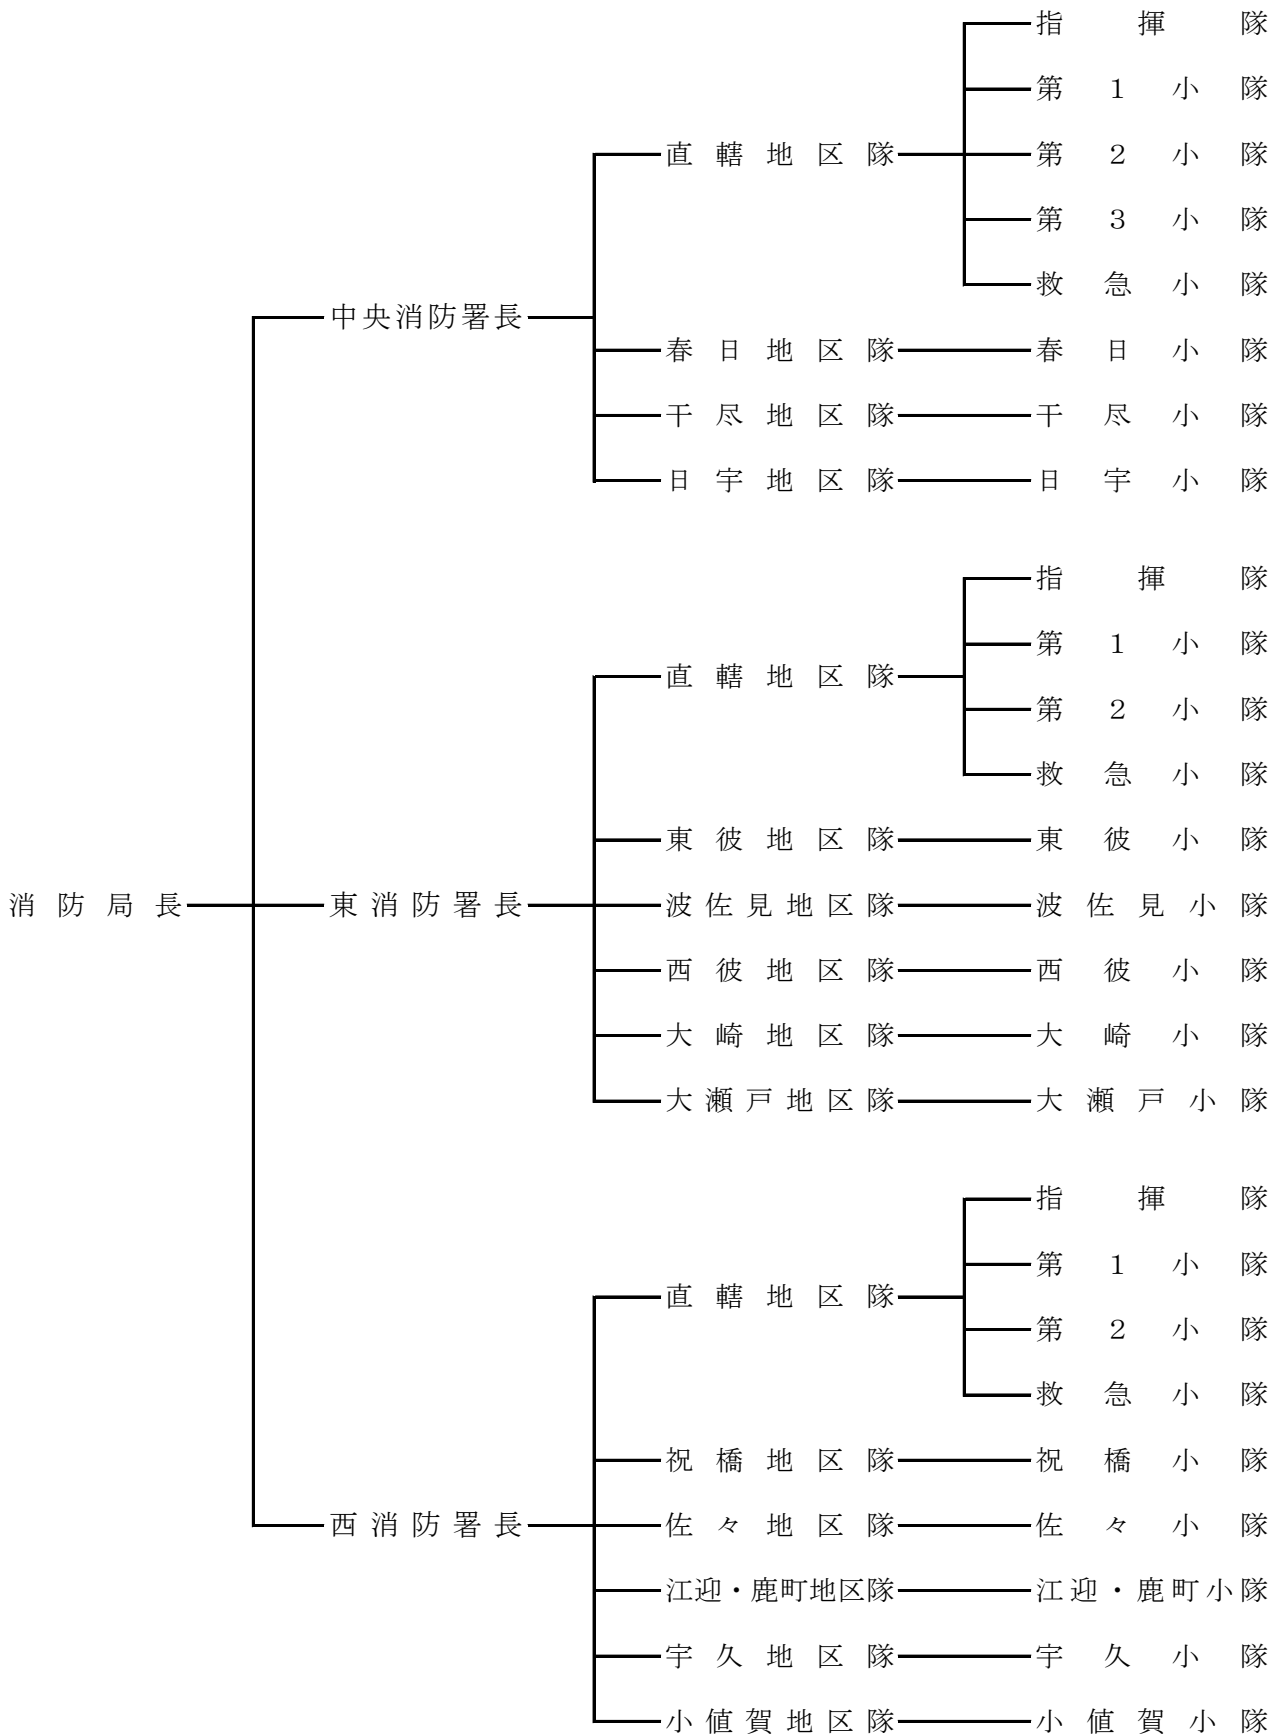 指揮隊
第１小隊
直轄地区隊 第２小隊
第３小隊
救急小隊
中央消防署長
春日地区隊 春日小隊
干尽地区隊 干尽小隊
日宇地区隊 日宇小隊
指揮隊
第１小隊
直轄地区隊
第２小隊
救急小隊
東彼地区隊 東彼小隊
消防局長 東消防署長 波佐見地区隊 波佐見小隊
西彼地区隊 西彼小隊
大崎地区隊 大崎小隊
大瀬戸地区隊 大瀬戸小隊
指揮隊
第１小隊
直轄地区隊
第２小隊
救急小隊
祝橋地区隊 祝橋小隊
西消防署長 佐々地区隊 佐々小隊
江迎・鹿町地区隊 江迎・鹿町小隊
宇久地区隊 宇久小隊
小値賀地区隊 小値賀小隊